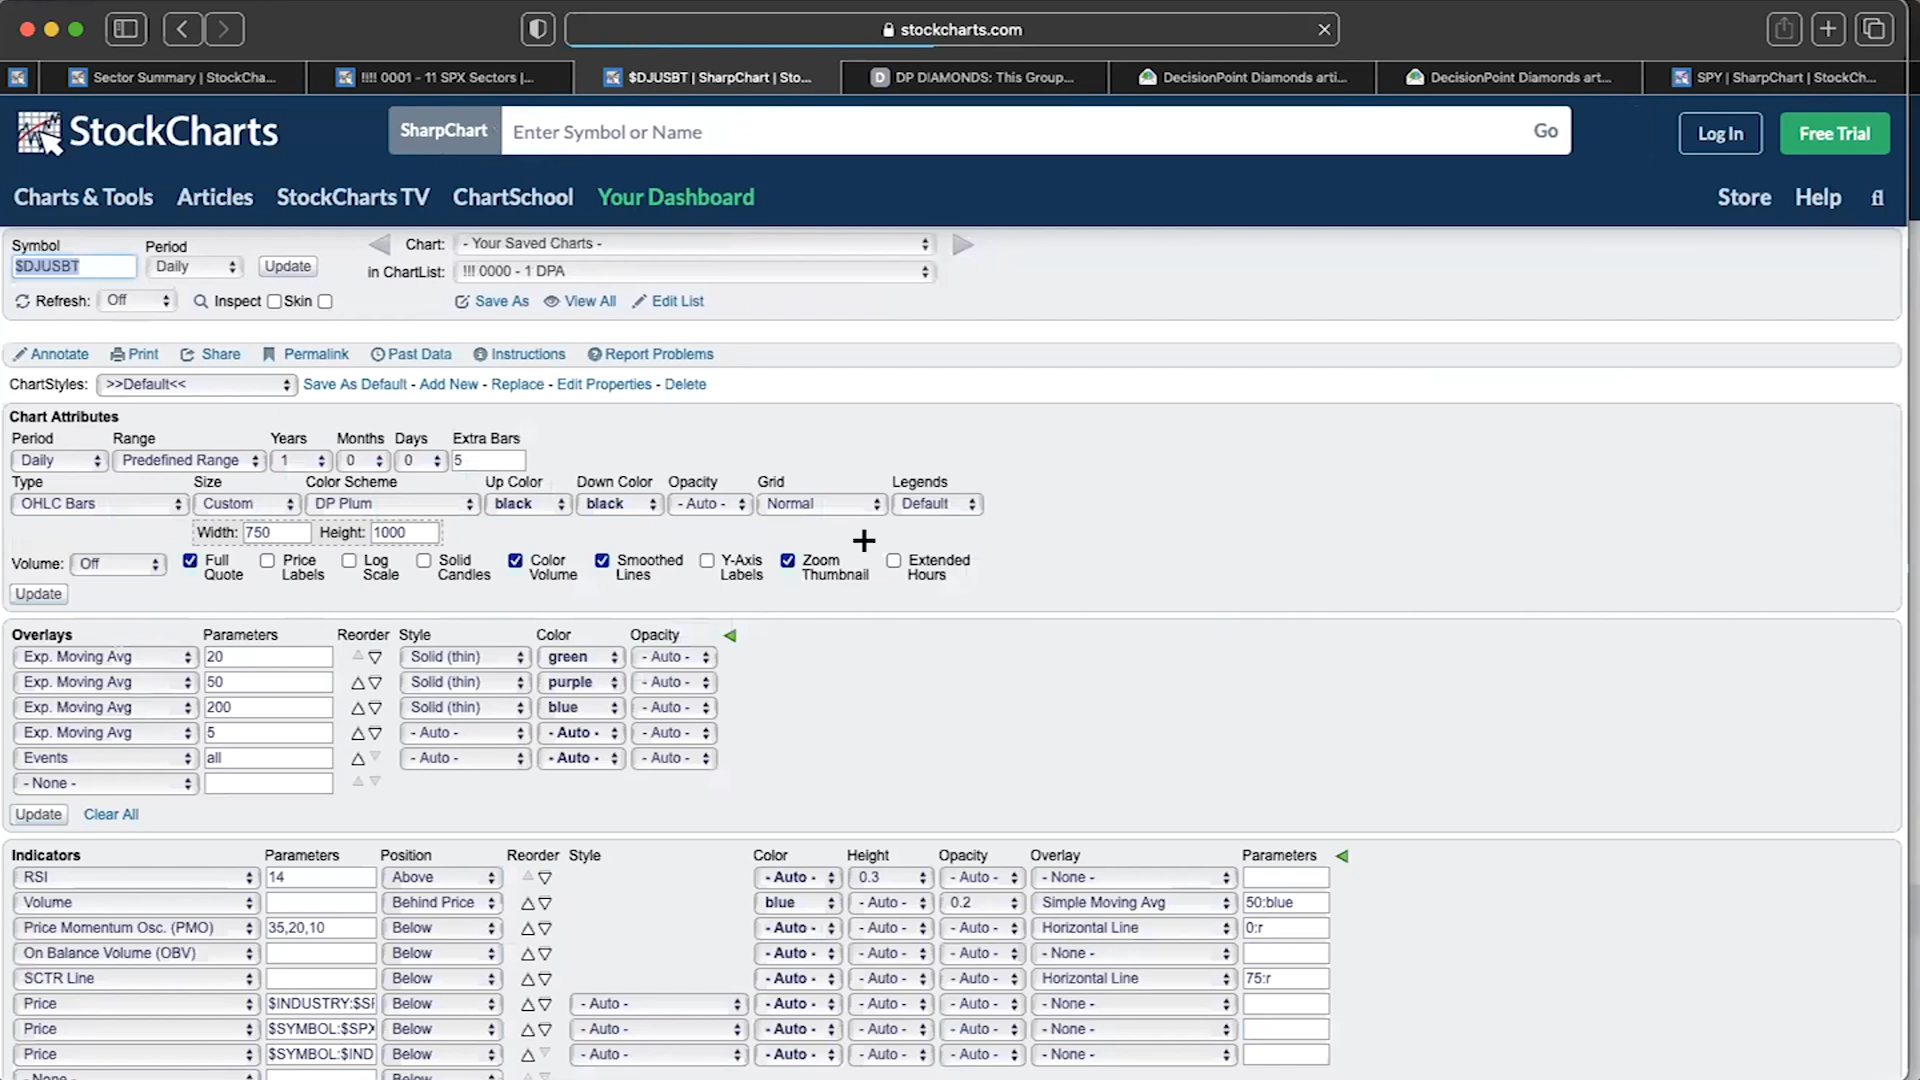 stockcharts.com
Sector Summary | StockCha...
!!!! 0001 - 11 SPX Sectors |...
$DJUSBT | SharpChart | Sto...
DP DIAMONDS: This Group...
DecisionPoint Diamonds arti...
DecisionPoint Diamonds art...
SPY | SharpChart | StockCh...
StockCharts
SharpChart
Enter Symbol or Name
Go
Log In
Free Trial
Charts & Tools
Articles
StockCharts TV
ChartSchool
Your Dashboard
Store
Help
Symbol
Period
Chart:
- Your Saved Charts -
$DJUSBT
Daily
Update
in ChartList:
!!! 0000 - 1 DPA
Refresh:
Off
Inspect
Skin
Save As
View All
Edit List
Annotate
Print
Share
Permalink
Past Data
Instructions
Report Problems
ChartStyles:
>>Default<<
Save As Default - Add New - Replace - Edit Properties - Delete
Chart Attributes
Period Range Years Months Days Extra Bars
Daily Predefined Range 1 0 0 5
Type Size Color Scheme Up Color Down Color Opacity Grid Legends
OHLC Bars Custom DP Plum black black - Auto - Normal Default
Width: 750 Height: 1000
Volume: Off
Full Quote
Price Labels
Log Scale
Solid Candles
Color Volume
Smoothed Lines
Y-Axis Labels
Zoom Thumbnail
Extended Hours
Update
Overlays Parameters Reorder Style Color Opacity
Exp. Moving Avg 20 Solid (thin) green - Auto -
Exp. Moving Avg 50 Solid (thin) purple - Auto -
Exp. Moving Avg 200 Solid (thin) blue - Auto -
Exp. Moving Avg 5 - Auto - - Auto - - Auto -
Events all - Auto - - Auto - - Auto -
- None -
Update Clear All
Indicators Parameters Position Reorder Style Color Height Opacity Overlay Parameters
RSI 14 Above - Auto - 0.3 - Auto - - None -
Volume Behind Price blue - Auto - 0.2 Simple Moving Avg 50:blue
Price Momentum Osc. (PMO) 35,20,10 Below - Auto - - Auto - - Auto - Horizontal Line 0:r
On Balance Volume (OBV) Below - Auto - - Auto - - Auto - - None -
SCTR Line Below - Auto - - Auto - - Auto - Horizontal Line 75:r
Price $INDUSTRY:$SP Below - Auto - - Auto - - Auto - - Auto - - None -
Price $SYMBOL:$SPX Below - Auto - - Auto - - Auto - - Auto - - None -
Price $SYMBOL:$IND Below - Auto - - Auto - - Auto - - Auto - - None -
- None - Below